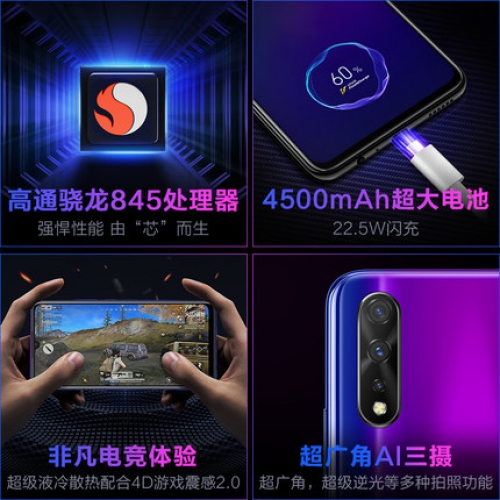 高通骁龙845处理器
强悍性能 由“芯”而生
60%
4500mAh超大电池
22.5W闪充
非凡电竞体验
超级液冷散热配合4D游戏震感2.0
超广角AI三摄
超广角，超级逆光等多种拍照功能